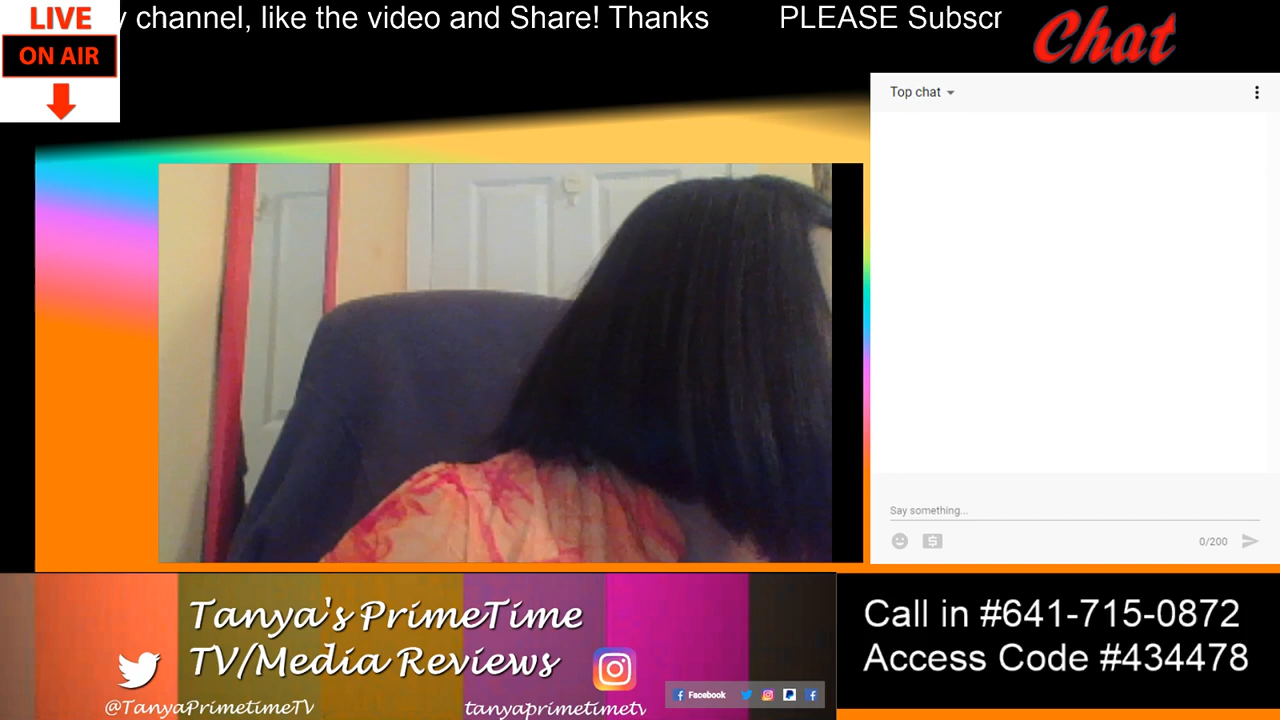 LIVE
ON AIR
y channel, like the video and Share! Thanks PLEASE Subscr
Chat
Top chat
Say something...
0/200
Tanya's PrimeTime
TV/Media Reviews
@TanyaPrimetimeTV
tanyaprimetimetv
Facebook
Call in #641-715-0872
Access Code #434478